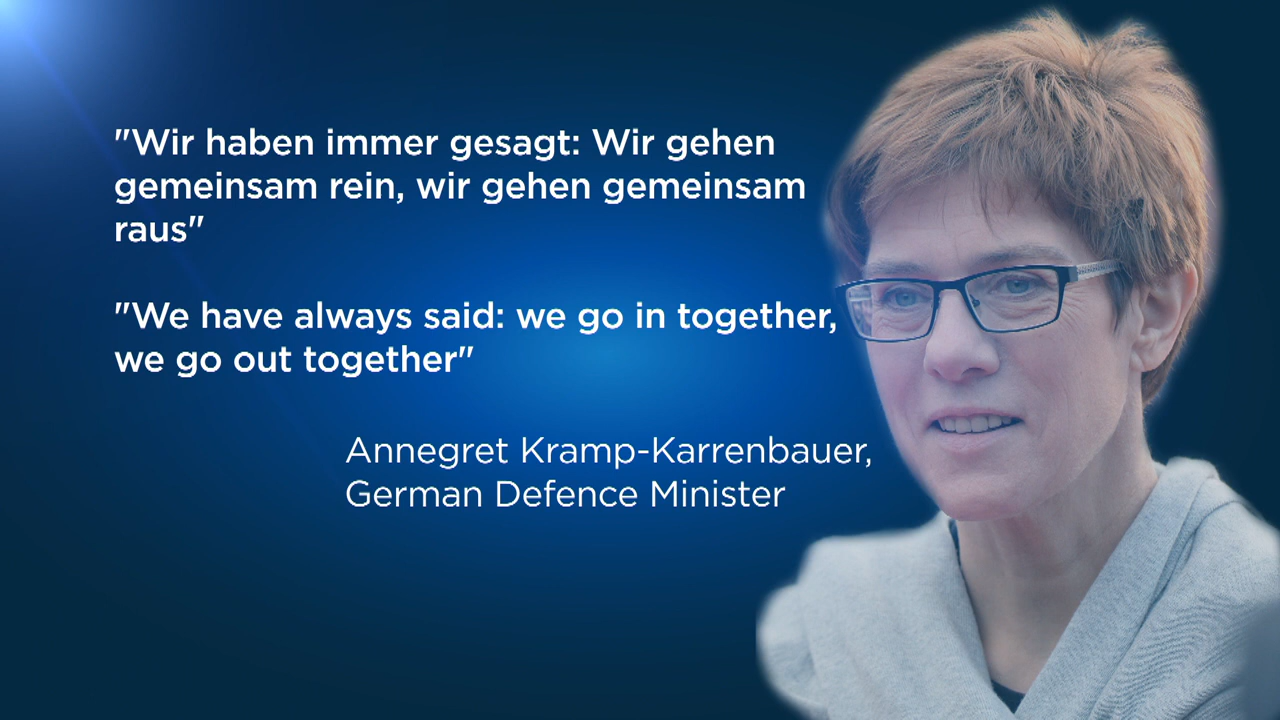 "Wir haben immer gesagt: Wir gehen
gemeinsam rein, wir gehen gemeinsam
raus"
"We have always said: we go in together,
we go out together"
Annegret Kramp-Karrenbauer,
German Defence Minister